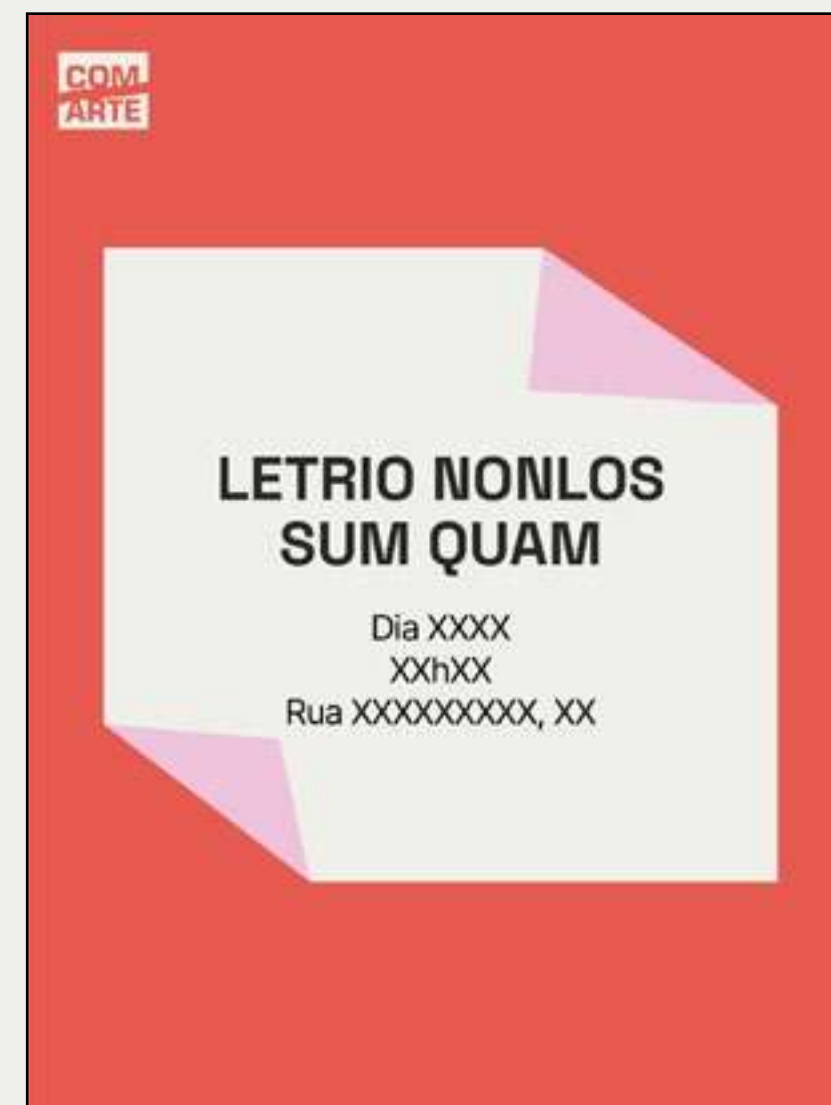 COM
ARTE
LETRIO NONLOS
SUM QUAM
Dia XXXX
XXhXX
Rua XXXXXXXXX, XX